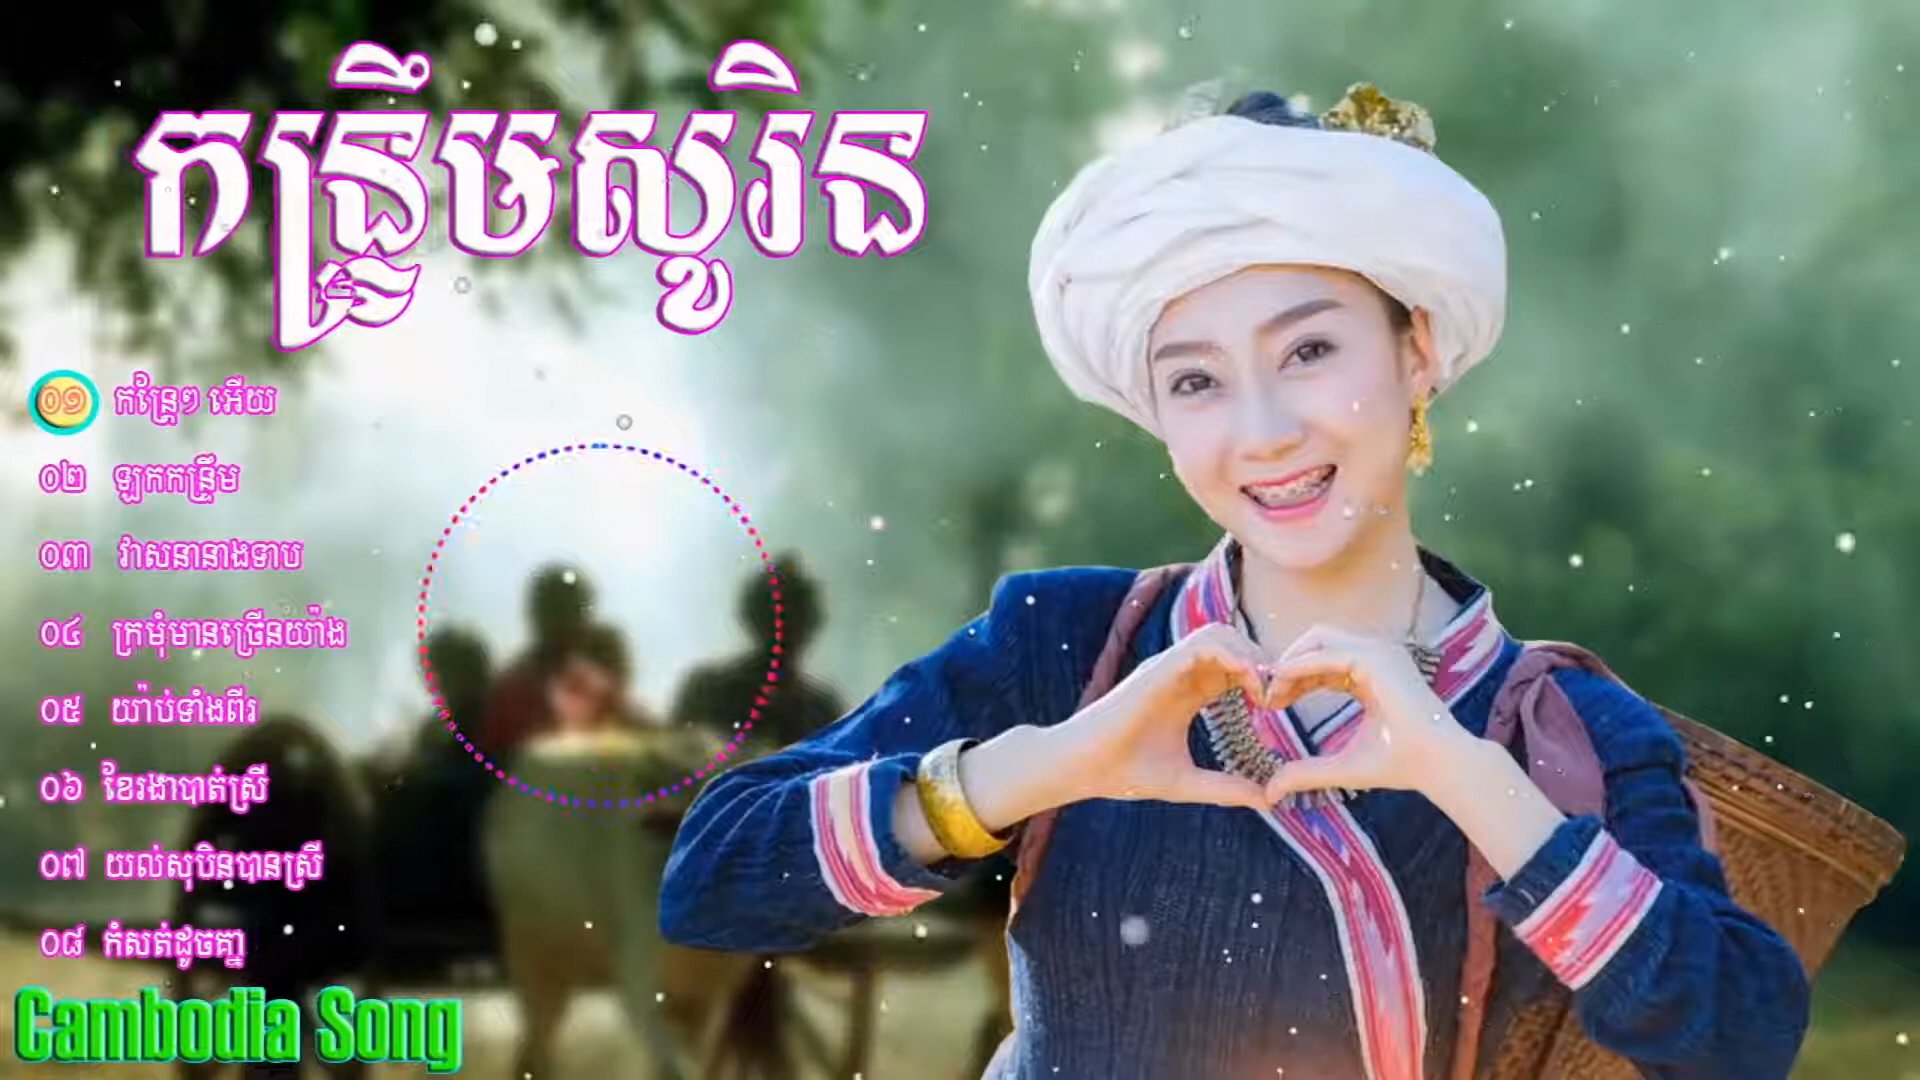 កន្ទ្រឹមសូរិន
០១ កន្ត្រៃៗ អើយ
០២ ឡកកន្ទ្រឹម
០៣ វាសនានាងទាប
០៤ ក្រមុំមានច្រើនយ៉ាង
០៥ យ៉ាប់ទាំងពីរ
០៦ ខែរងាបាត់ស្រី
០៧ យល់សុបិនបានស្រី
០៨ កំសត់ដូចគ្នា
Cambodia Song